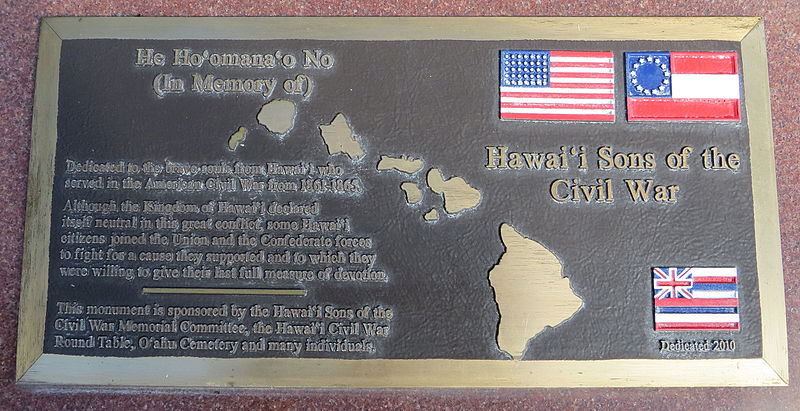 He Ho‘omana‘o No
(In Memory of)
Hawai‘i Sons of the
Civil War
Dedicated to the brave souls from Hawai‘i who
served in the American Civil War from 1861-1865.
Although the Kingdom of Hawai‘i declared
itself neutral in this great conflict, some Hawai‘i
citizens joined the Union and the Confederate forces
to fight for a cause they supported and to which they
were willing to give their last full measure of devotion.
This monument is sponsored by the Hawai‘i Sons of the
Civil War Memorial Committee, the Hawai‘i Civil War
Round Table, O‘ahu Cemetery and many individuals.
Dedicated 2010